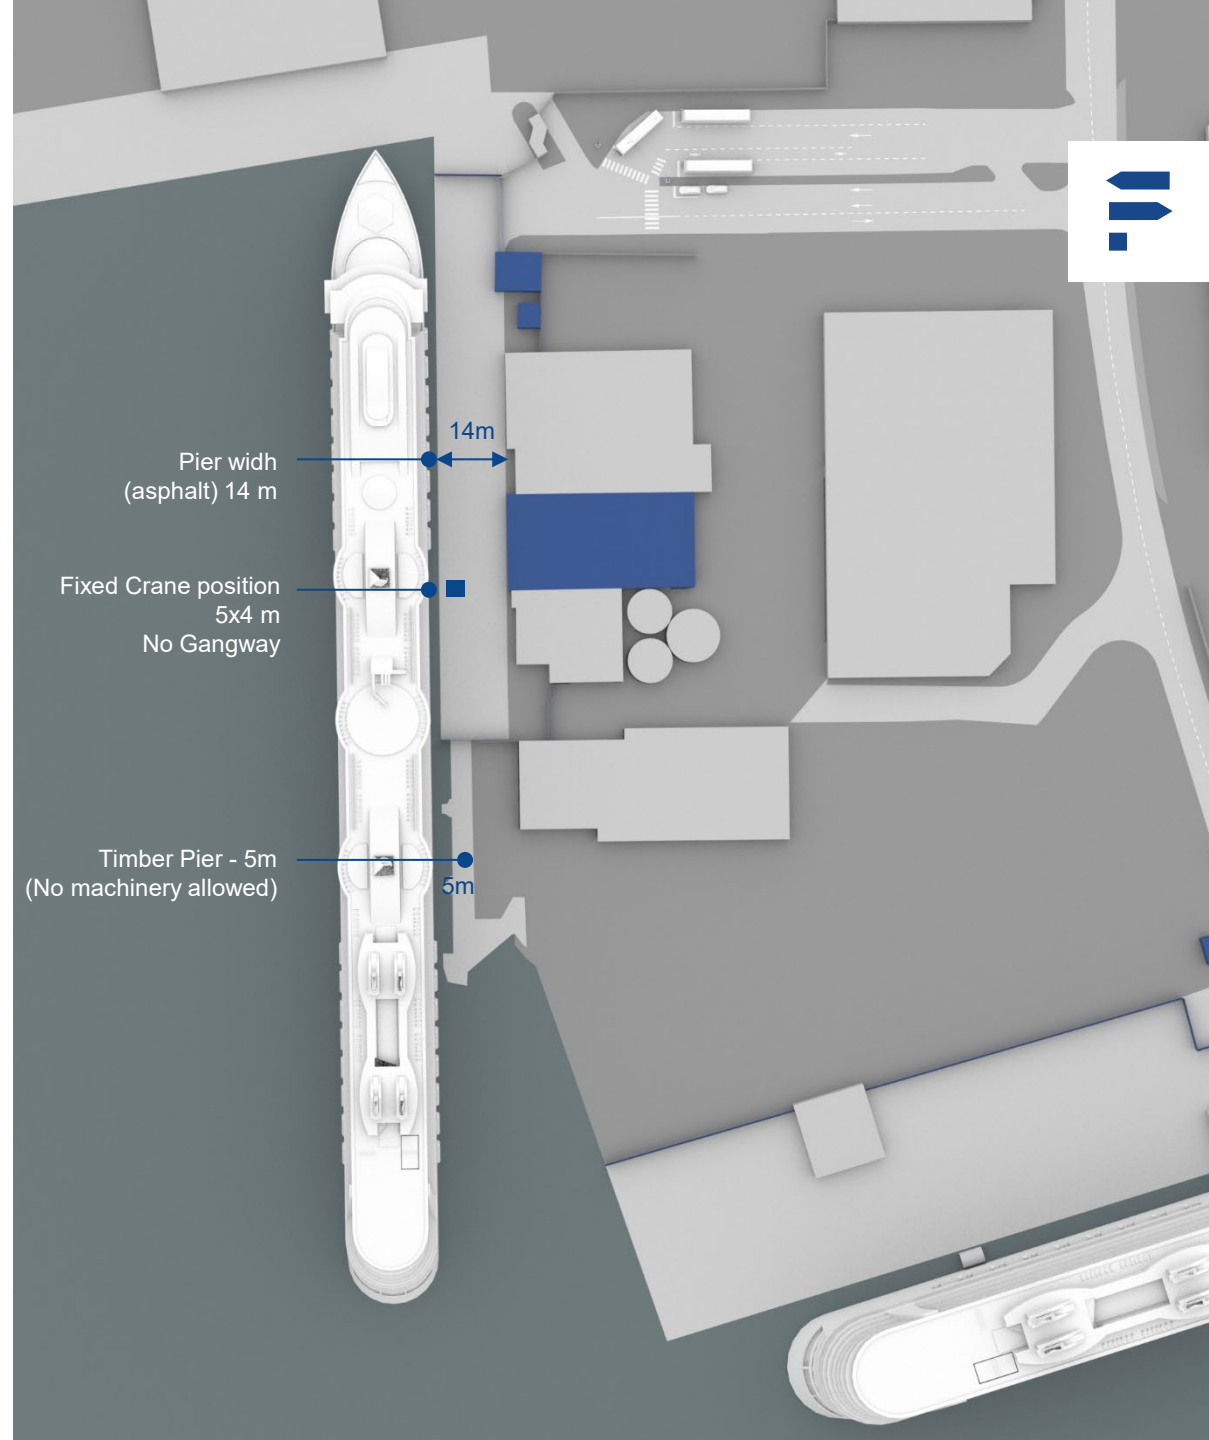 14m
Pier widh
(asphalt) 14 m
Fixed Crane position
5x4 m
No Gangway
Timber Pier - 5m
(No machinery allowed)
5m